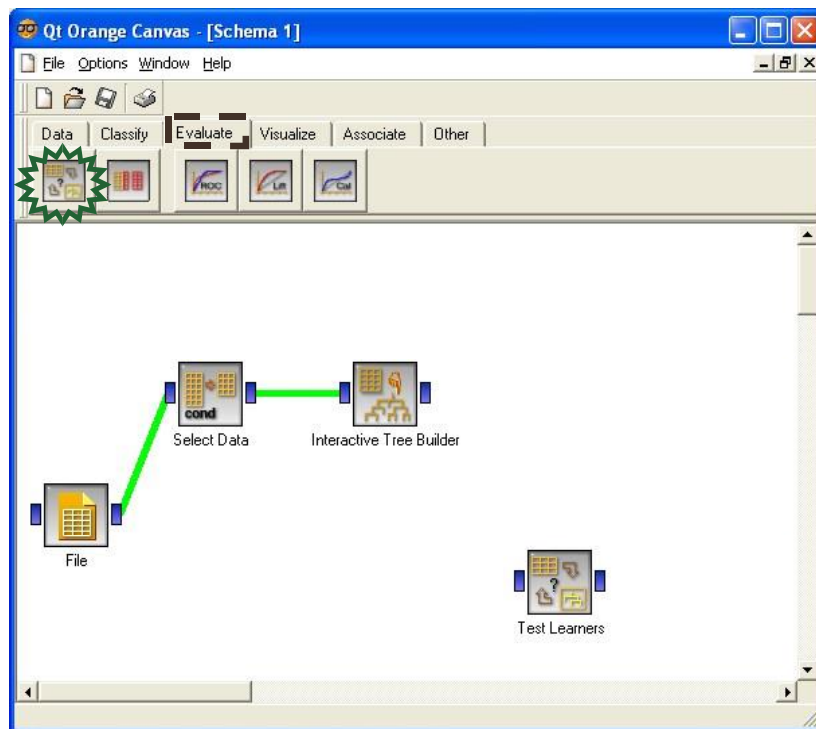 Qt Orange Canvas - [Schema 1]
File Options Window Help
Data Classify Evaluate Visualize Associate Other
? ROC Lift Cal
cond
Select Data Interactive Tree Builder
File
?
Test Learners